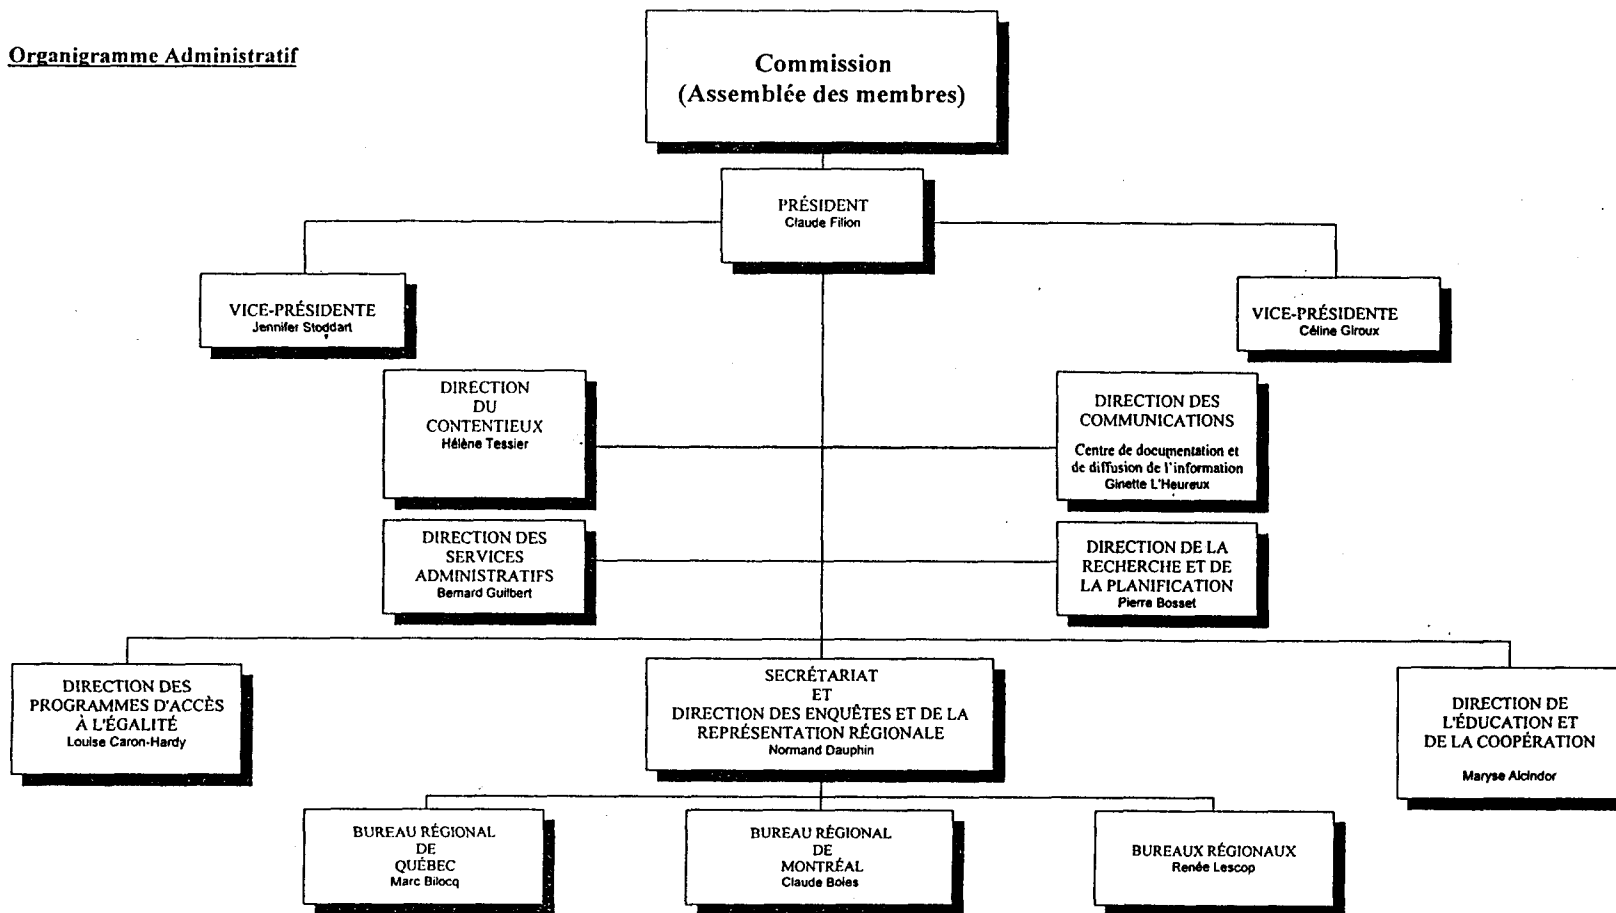 Organigramme Administratif
Commission
(Assemblée des membres)
PRÉSIDENT
Claude Filion
VICE-PRÉSIDENTE
Jennifer Stoddart
VICE-PRÉSIDENTE
Céline Giroux
DIRECTION
DU
CONTENTIEUX
Hélène Tessier
DIRECTION DES
COMMUNICATIONS
Centre de documentation et
de diffusion de l'information
Ginette L'Heureux
DIRECTION DES
SERVICES
ADMINISTRATIFS
Bernard Guilbert
DIRECTION DE LA
RECHERCHE ET DE
LA PLANIFICATION
Pierre Bosset
DIRECTION DES
PROGRAMMES D'ACCÈS
À L'ÉGALITÉ
Louise Caron-Hardy
SECRÉTARIAT
ET
DIRECTION DES ENQUÊTES ET DE LA
REPRÉSENTATION RÉGIONALE
Normand Dauphin
DIRECTION DE
L'ÉDUCATION ET
DE LA COOPÉRATION
Maryse Alcindor
BUREAU RÉGIONAL
DE
QUÉBEC
Marc Bilocq
BUREAU RÉGIONAL
DE
MONTRÉAL
Claude Boies
BUREAUX RÉGIONAUX
Renée Lescop